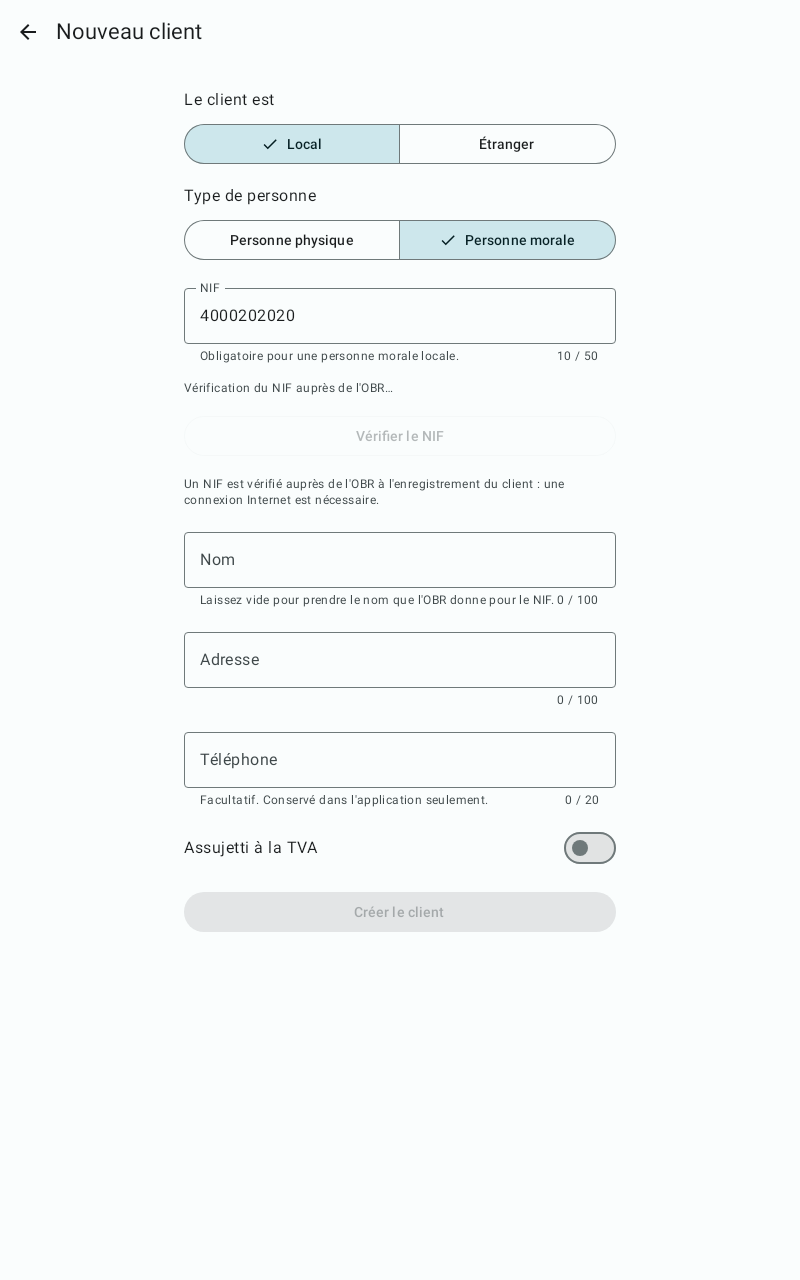 Nouveau client
Le client est
Local
Étranger
Type de personne
Personne physique
Personne morale
NIF
4000202020
Obligatoire pour une personne morale locale.
10 / 50
Vérification du NIF auprès de l'OBR…
Vérifier le NIF
Un NIF est vérifié auprès de l'OBR à l'enregistrement du client : une
connexion Internet est nécessaire.
Nom
Laissez vide pour prendre le nom que l'OBR donne pour le NIF.
0 / 100
Adresse
0 / 100
Téléphone
Facultatif. Conservé dans l'application seulement.
0 / 20
Assujetti à la TVA
Créer le client